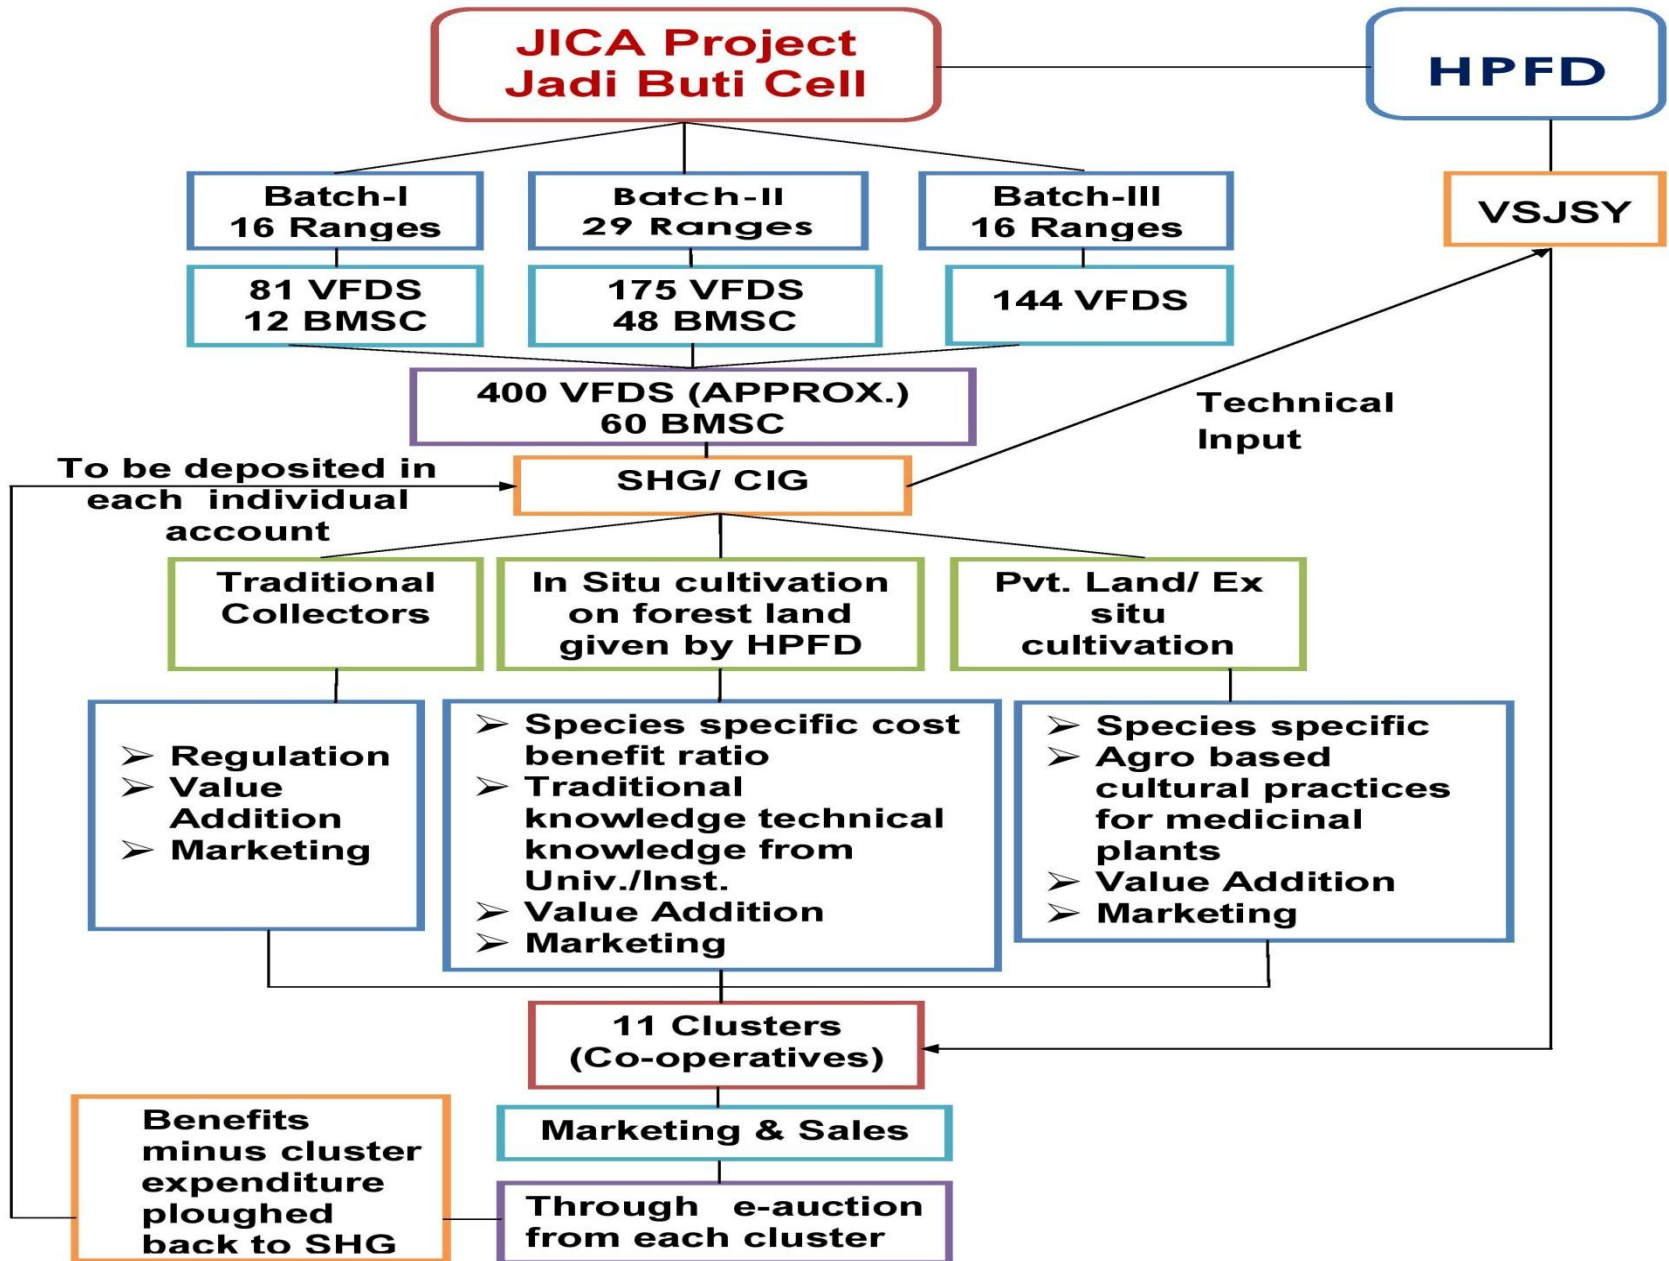 JICA Project
Jadi Buti Cell
HPFD
Batch-I
16 Ranges
Batch-II
29 Ranges
Batch-III
16 Ranges
VSJSY
81 VFDS
12 BMSC
175 VFDS
48 BMSC
144 VFDS
400 VFDS (APPROX.)
60 BMSC
Technical
Input
To be deposited in
each individual
account
SHG/ CIG
Traditional
Collectors
In Situ cultivation
on forest land
given by HPFD
Pvt. Land/ Ex
situ
cultivation
➢ Regulation
➢ Value
Addition
➢ Marketing
➢ Species specific cost
benefit ratio
➢ Traditional
knowledge technical
knowledge from
Univ./Inst.
➢ Value Addition
➢ Marketing
➢ Species specific
➢ Agro based
cultural practices
for medicinal
plants
➢ Value Addition
➢ Marketing
11 Clusters
(Co-operatives)
Marketing & Sales
Through e-auction
from each cluster
Benefits
minus cluster
expenditure
ploughed
back to SHG